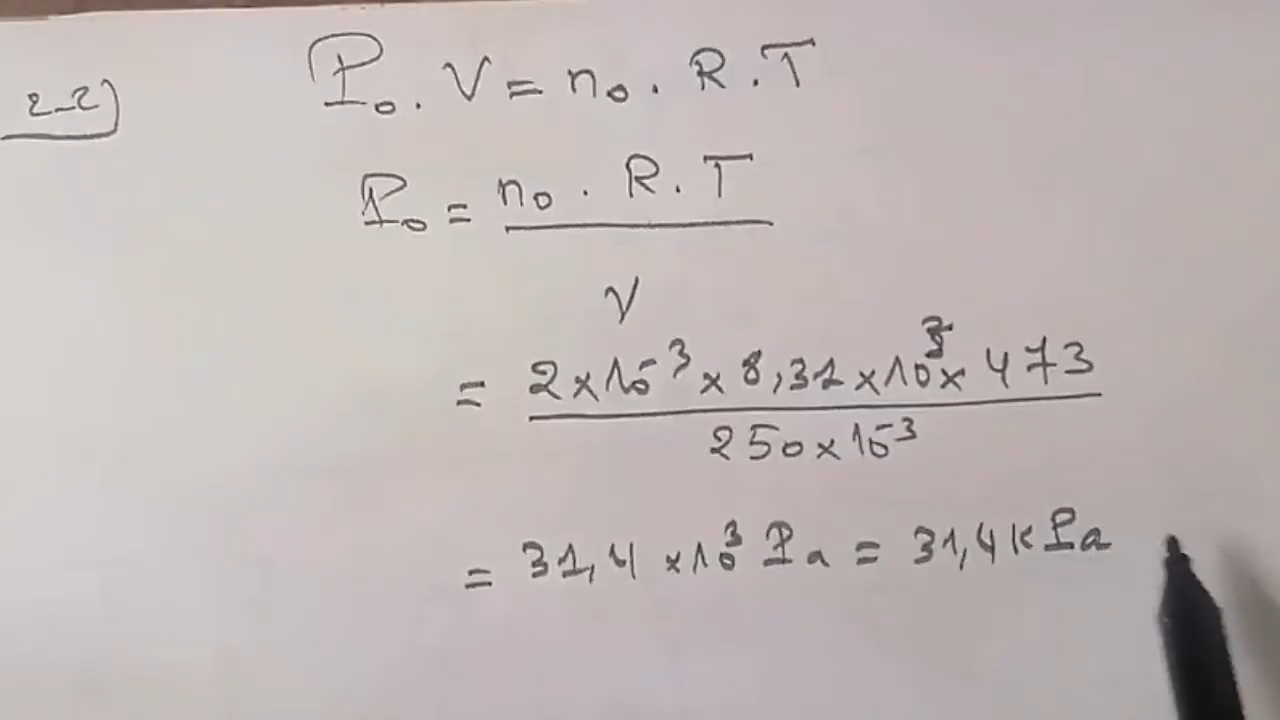 2-2)
P₀ . V = n₀ . R . T
P₀ = n₀ . R . T
V
= 2 × 10⁻³ × 8,31 × 10³ × 473
250 × 10⁻³
= 31,4 × 10³ Pa = 31,4 kPa